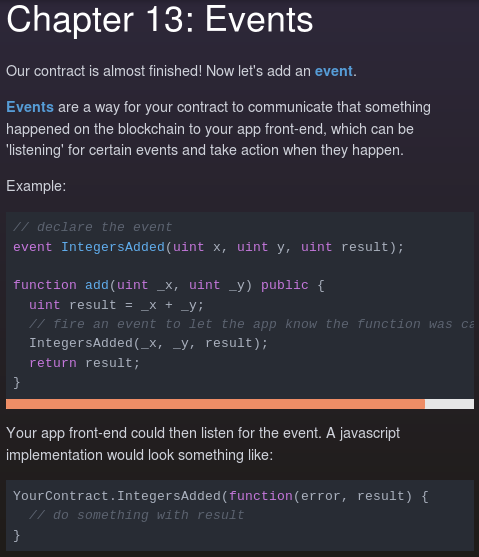 Chapter 13: Events
Our contract is almost finished! Now let's add an event.
Events are a way for your contract to communicate that something
happened on the blockchain to your app front-end, which can be
'listening' for certain events and take action when they happen.
Example:
// declare the event
event IntegersAdded(uint x, uint y, uint result);
function add(uint _x, uint _y) public {
  uint result = _x + _y;
  // fire an event to let the app know the function was ca
  IntegersAdded(_x, _y, result);
  return result;
}
Your app front-end could then listen for the event. A javascript
implementation would look something like:
YourContract.IntegersAdded(function(error, result) {
  // do something with result
}